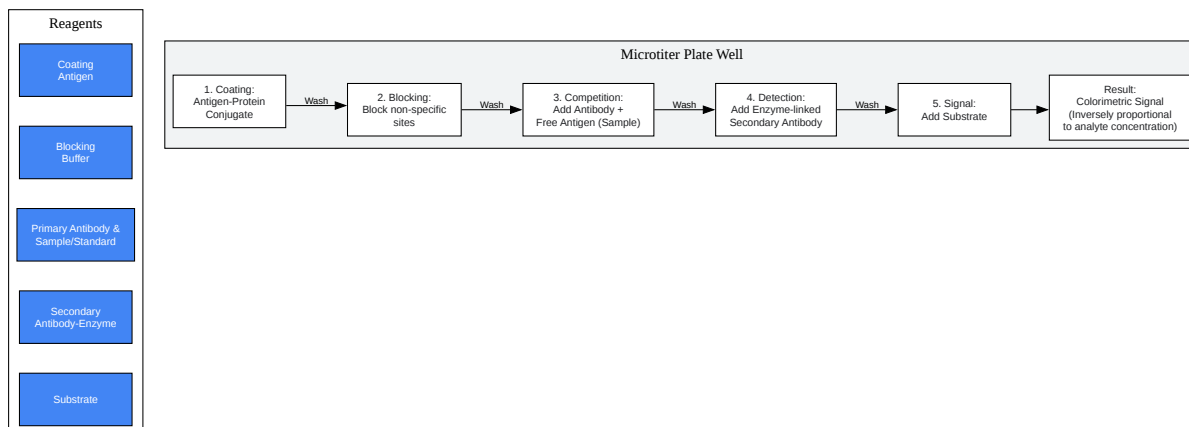 Reagents
Coating
Antigen
Blocking
Buffer
Primary Antibody &
Sample/Standard
Secondary
Antibody-Enzyme
Substrate
Microtiter Plate Well
1. Coating:
Antigen-Protein
Conjugate
Wash
2. Blocking:
Block non-specific
sites
Wash
3. Competition:
Add Antibody +
Free Antigen (Sample)
Wash
4. Detection:
Add Enzyme-linked
Secondary Antibody
Wash
5. Signal:
Add Substrate
Result:
Colorimetric Signal
(Inversely proportional
to analyte concentration)